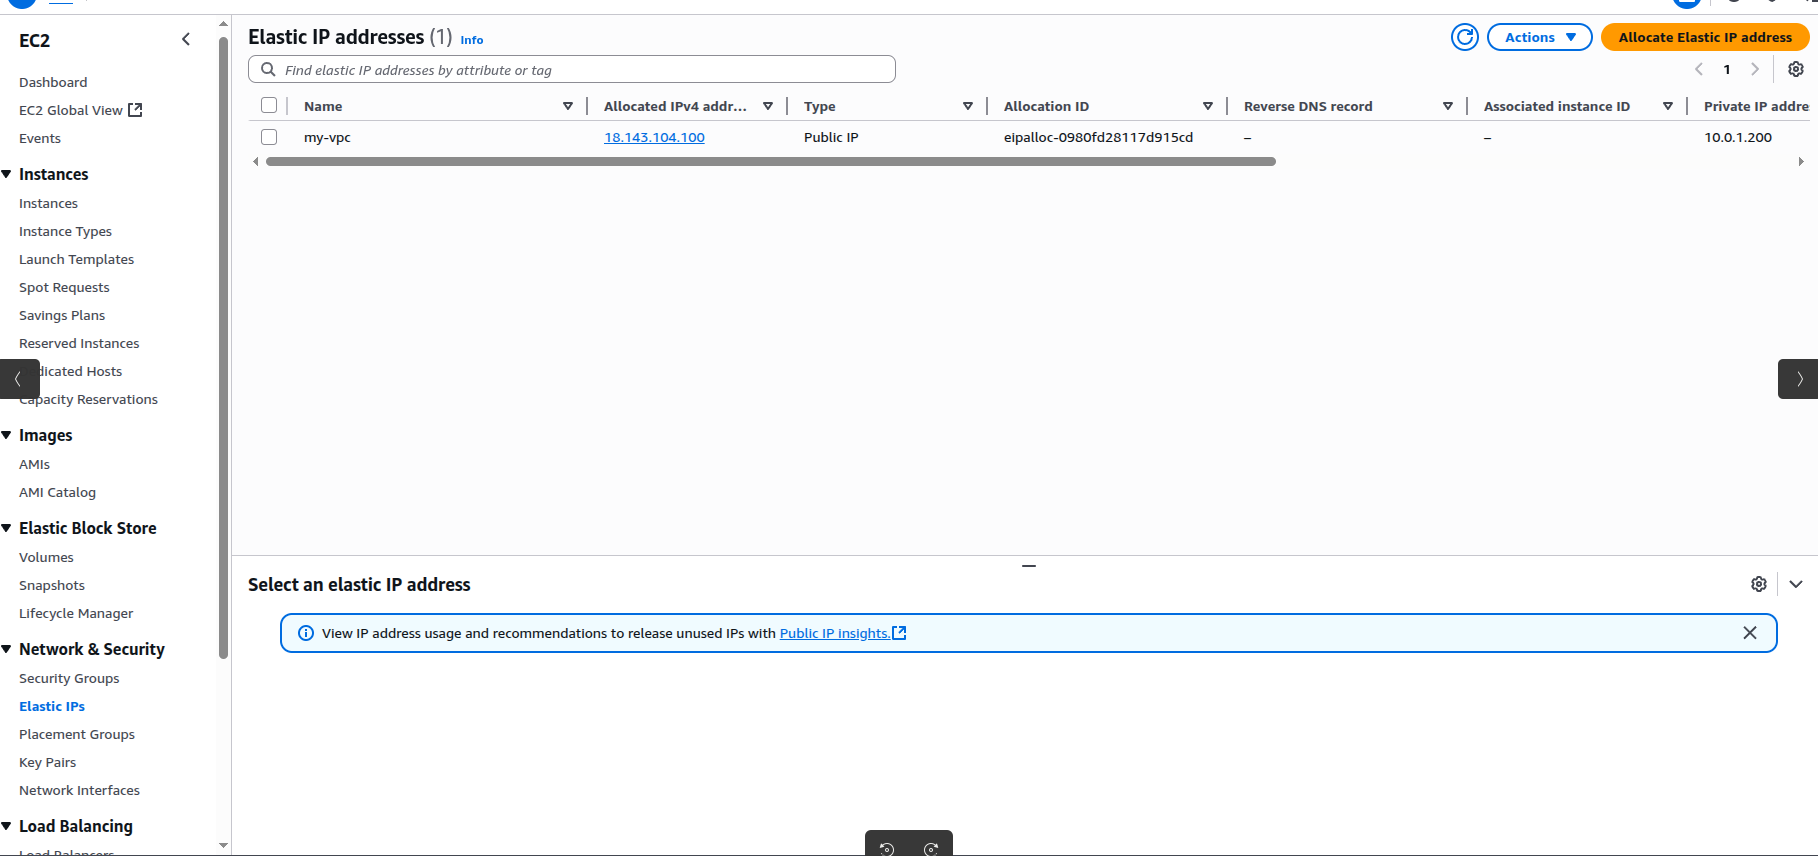 EC2
Dashboard
EC2 Global View
Events
Instances
Instances
Instance Types
Launch Templates
Spot Requests
Savings Plans
Reserved Instances
dicated Hosts
Capacity Reservations
Images
AMIs
AMI Catalog
Elastic Block Store
Volumes
Snapshots
Lifecycle Manager
Network & Security
Security Groups
Elastic IPs
Placement Groups
Key Pairs
Network Interfaces
Load Balancing
Load Balancers
Elastic IP addresses (1) Info
Actions
Allocate Elastic IP address
Find elastic IP addresses by attribute or tag
1
Name Allocated IPv4 addr... Type Allocation ID Reverse DNS record Associated instance ID Private IP addre
my-vpc 18.143.104.100 Public IP eipalloc-0980fd28117d915cd – – 10.0.1.200
Select an elastic IP address
View IP address usage and recommendations to release unused IPs with Public IP insights.